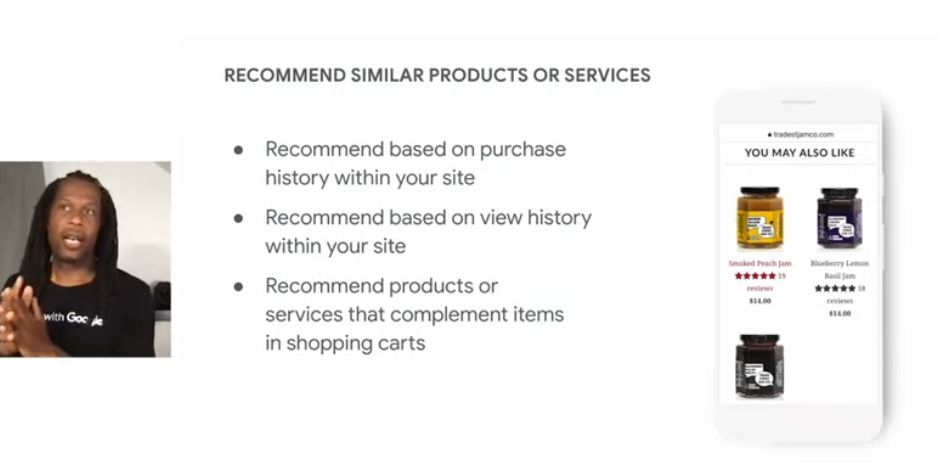 RECOMMEND SIMILAR PRODUCTS OR SERVICES
● Recommend based on purchase
history within your site
● Recommend based on view history
within your site
● Recommend products or
services that complement items
in shopping carts
with Google
tradestjamco.com
YOU MAY ALSO LIKE
Smoked Peach Jam
★★★★★ 19
reviews
$14.00
Blueberry Lemon
Basil Jam
★★★★★ 18
reviews
$14.00